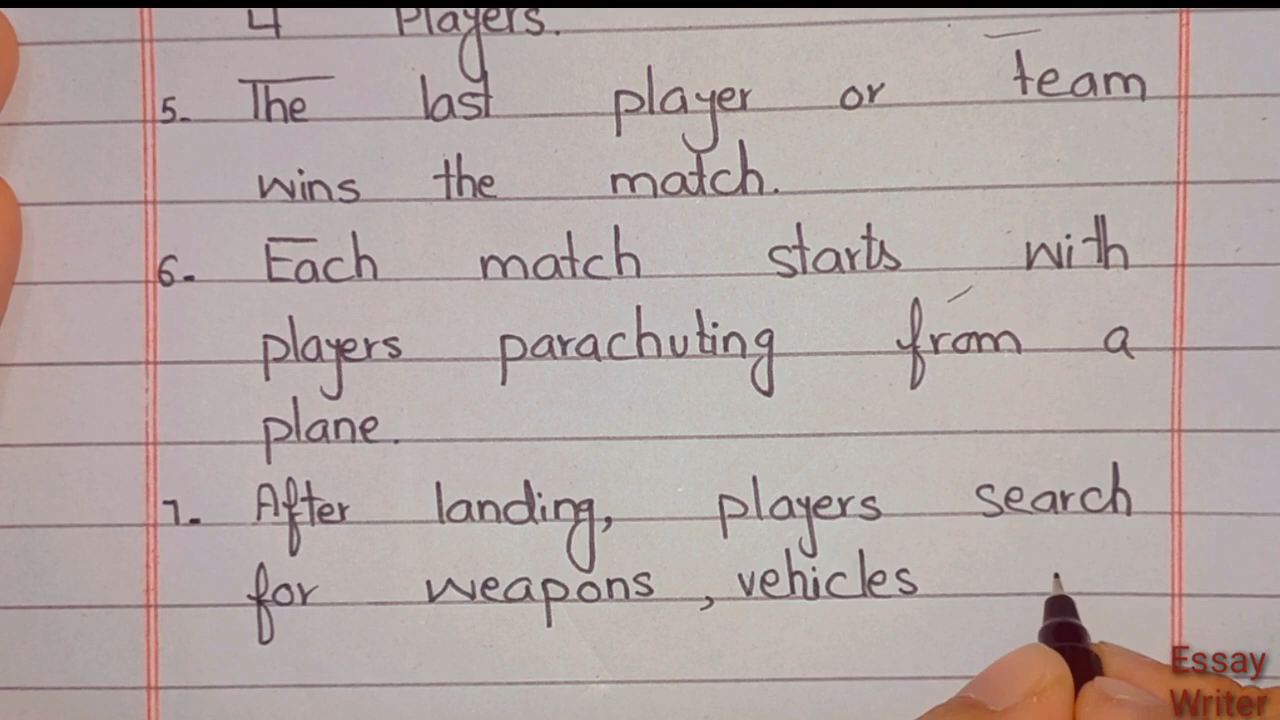 4 Players.
5. The last player or team
wins the match.
6. Each match starts with
players parachuting from a
plane.
7. After landing, players search
for weapons, vehicles
Essay
Writer